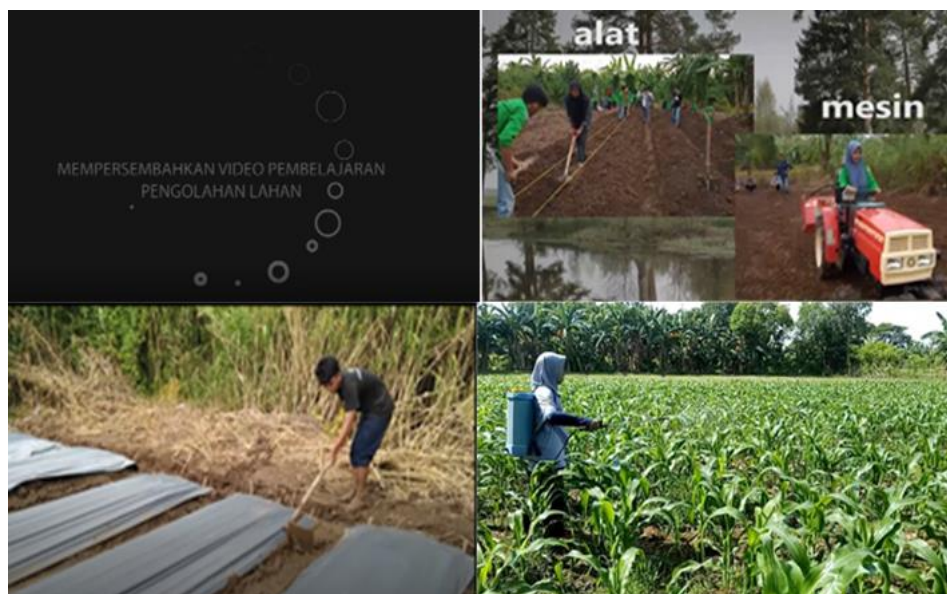 MEMPERSEMBAHKAN VIDEO PEMBELAJARAN
PENGOLAHAN LAHAN
alat
mesin